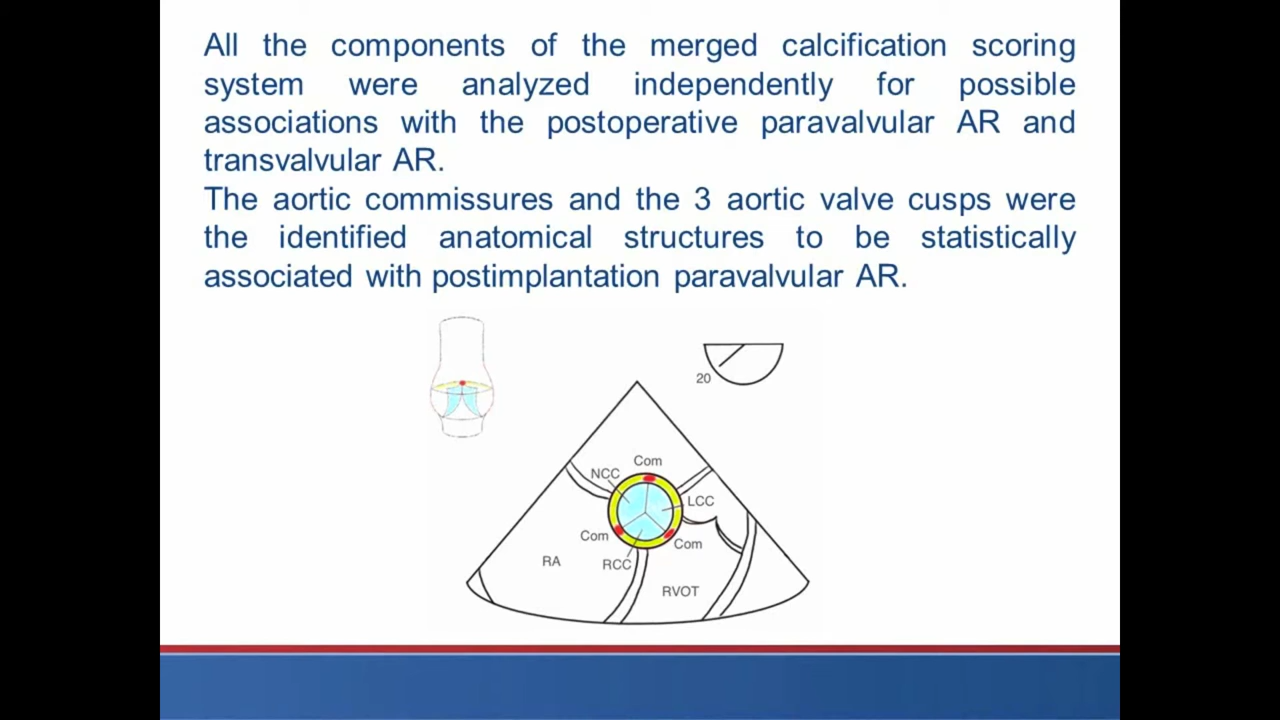 All the components of the merged calcification scoring
system were analyzed independently for possible
associations with the postoperative paravalvular AR and
transvalvular AR.
The aortic commissures and the 3 aortic valve cusps were
the identified anatomical structures to be statistically
associated with postimplantation paravalvular AR.
20
Com
NCC
LCC
Com
Com
RA
RCC
RVOT